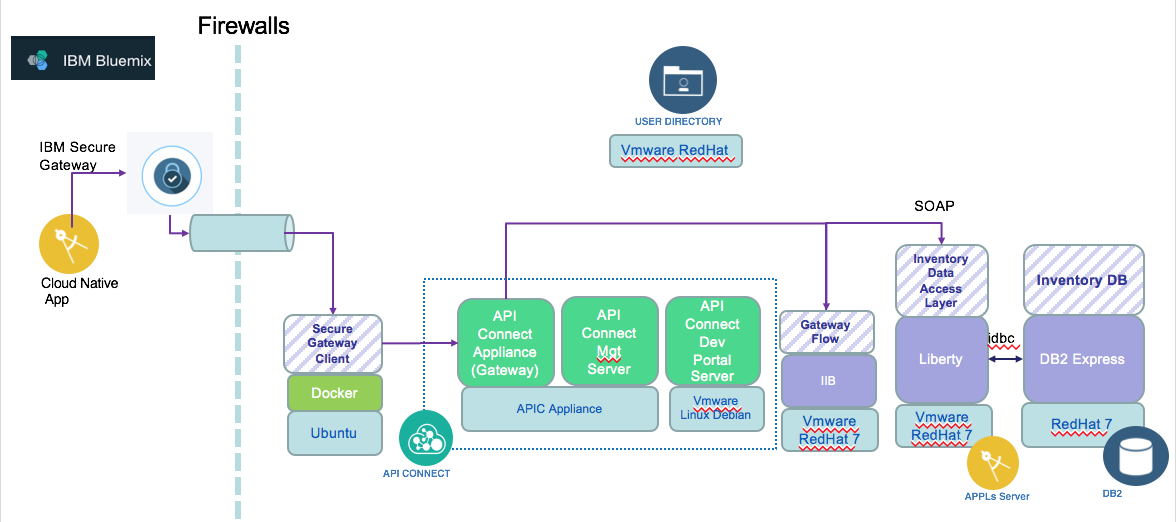 Firewalls
IBM Bluemix
USER DIRECTORY
Vmware RedHat
IBM Secure
Gateway
Cloud Native
App
SOAP
Secure
Gateway
Client
Docker
Ubuntu
API
Connect
Appliance
(Gateway)
API
Connect
Mgt
Server
API
Connect
Dev
Portal
Server
APIC Appliance
Vmware
Linux Debian
API CONNECT
Gateway
Flow
IIB
Vmware
RedHat 7
Inventory
Data
Access
Layer
Liberty
Vmware
RedHat 7
APPLs Server
jdbc
Inventory DB
DB2 Express
RedHat 7
DB2